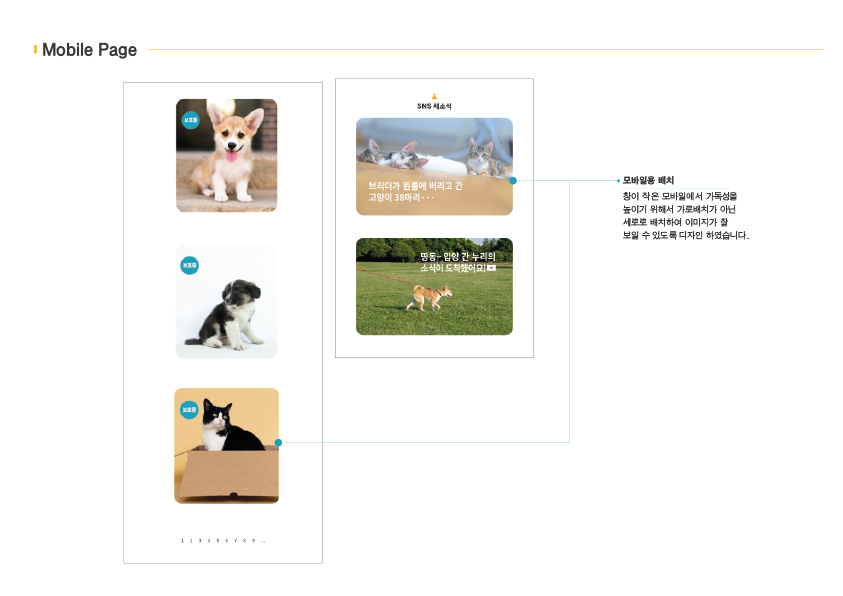 Mobile Page
보호중
보호중
보호중
1 2 3 4 5 6 7 8 9 ..
SNS 새소식
브리더가 원룸에 버리고 간
고양이 38마리 · · ·
띵동~ 입양 간 누리의
소식이 도착했어요!💌
모바일용 배치
창이 작은 모바일에서 가독성을
높이기 위해서 가로배치가 아닌
세로로 배치하여 이미지가 잘
보일 수 있도록 디자인 하였습니다.